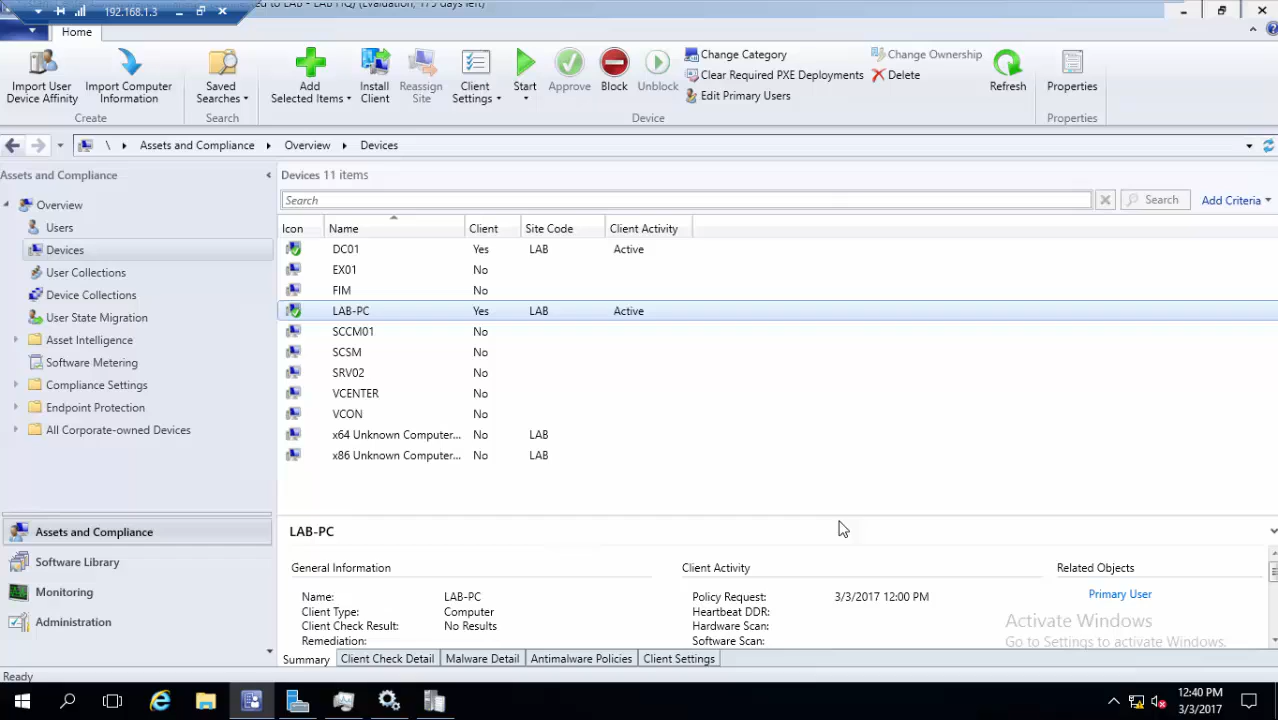 192.168.1.3
ed to LAB - LAB HQ) (Evaluation, 175 days left)
Home
Import User Device Affinity
Import Computer Information
Saved Searches
Add Selected Items
Install Client
Reassign Site
Client Settings
Start
Approve
Block
Unblock
Change Category
Clear Required PXE Deployments
Edit Primary Users
Change Ownership
Delete
Refresh
Properties
Create
Search
Device
Properties
\ Assets and Compliance Overview Devices
Assets and Compliance
Overview
Users
Devices
User Collections
Device Collections
User State Migration
Asset Intelligence
Software Metering
Compliance Settings
Endpoint Protection
All Corporate-owned Devices
Assets and Compliance
Software Library
Monitoring
Administration
Devices 11 items
Search
Search
Add Criteria
Icon Name Client Site Code Client Activity
DC01 Yes LAB Active
EX01 No
FIM No
LAB-PC Yes LAB Active
SCCM01 No
SCSM No
SRV02 No
VCENTER No
VCON No
x64 Unknown Computer... No LAB
x86 Unknown Computer... No LAB
LAB-PC
General Information
Name: LAB-PC
Client Type: Computer
Client Check Result: No Results
Remediation:
Client Activity
Policy Request: 3/3/2017 12:00 PM
Heartbeat DDR:
Hardware Scan:
Software Scan:
Related Objects
Primary User
Activate Windows
Go to Settings to activate Windows.
Summary Client Check Detail Malware Detail Antimalware Policies Client Settings
Ready
12:40 PM
3/3/2017